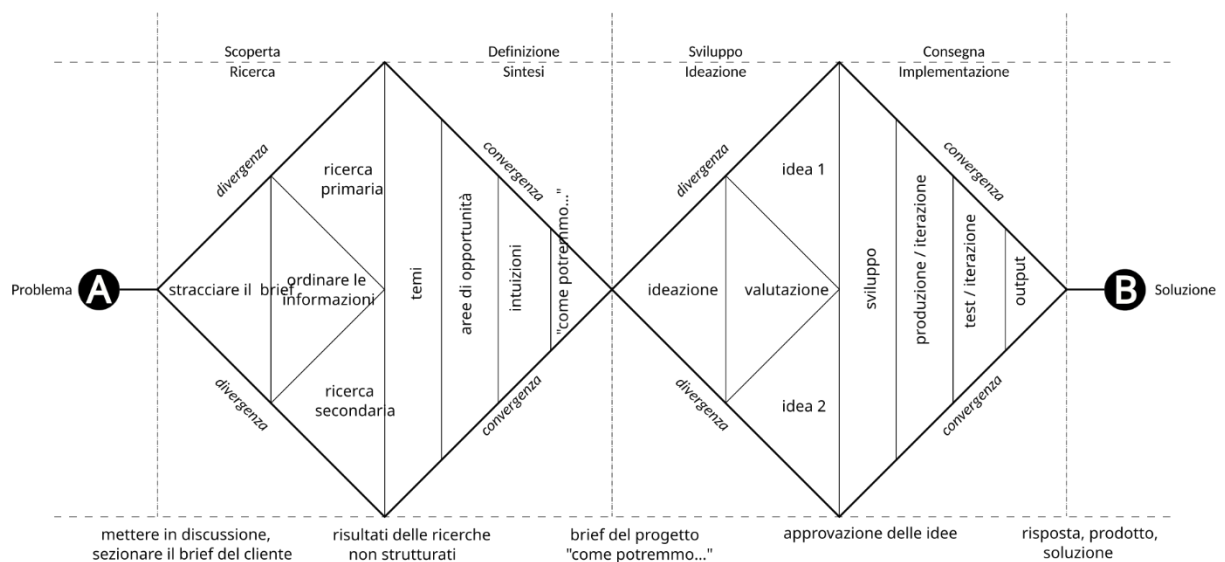 Scoperta
Ricerca
Definizione
Sintesi
Sviluppo
Ideazione
Consegna
Implementazione
divergenza
convergenza
divergenza
convergenza
Problema
A
stracciare il brief
ricerca
primaria
ordinare le
informazioni
ricerca
secondaria
temi
aree di opportunità
intuizioni
"come potremmo..."
ideazione
idea 1
valutazione
idea 2
sviluppo
produzione / iterazione
test / iterazione
output
B
Soluzione
divergenza
convergenza
divergenza
convergenza
mettere in discussione,
sezionare il brief del cliente
risultati delle ricerche
non strutturati
brief del progetto
"come potremmo..."
approvazione delle idee
risposta, prodotto,
soluzione